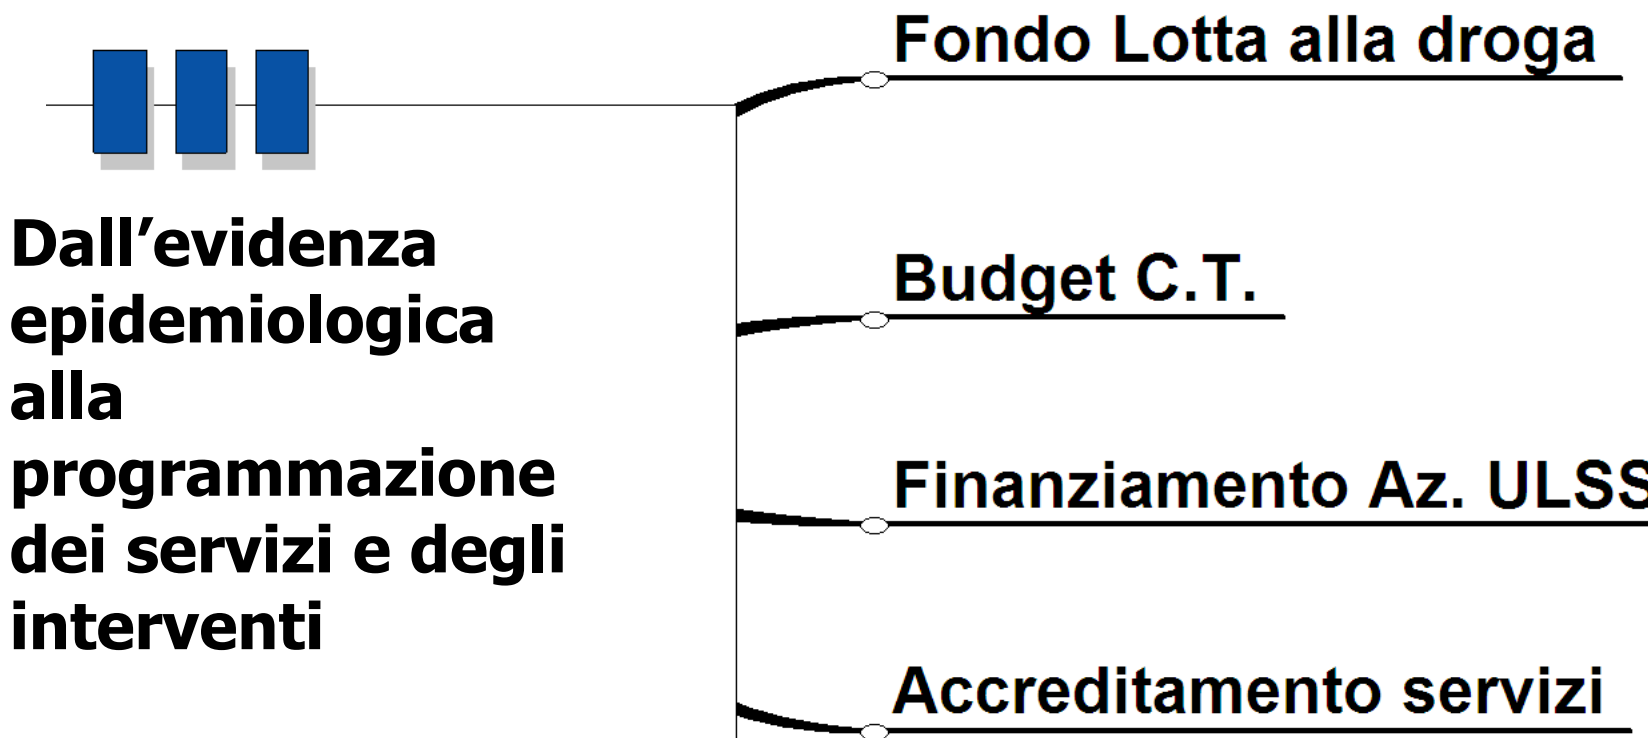 Dall’evidenza
epidemiologica
alla
programmazione
dei servizi e degli
interventi
Fondo Lotta alla droga
Budget C.T.
Finanziamento Az. ULSS
Accreditamento servizi